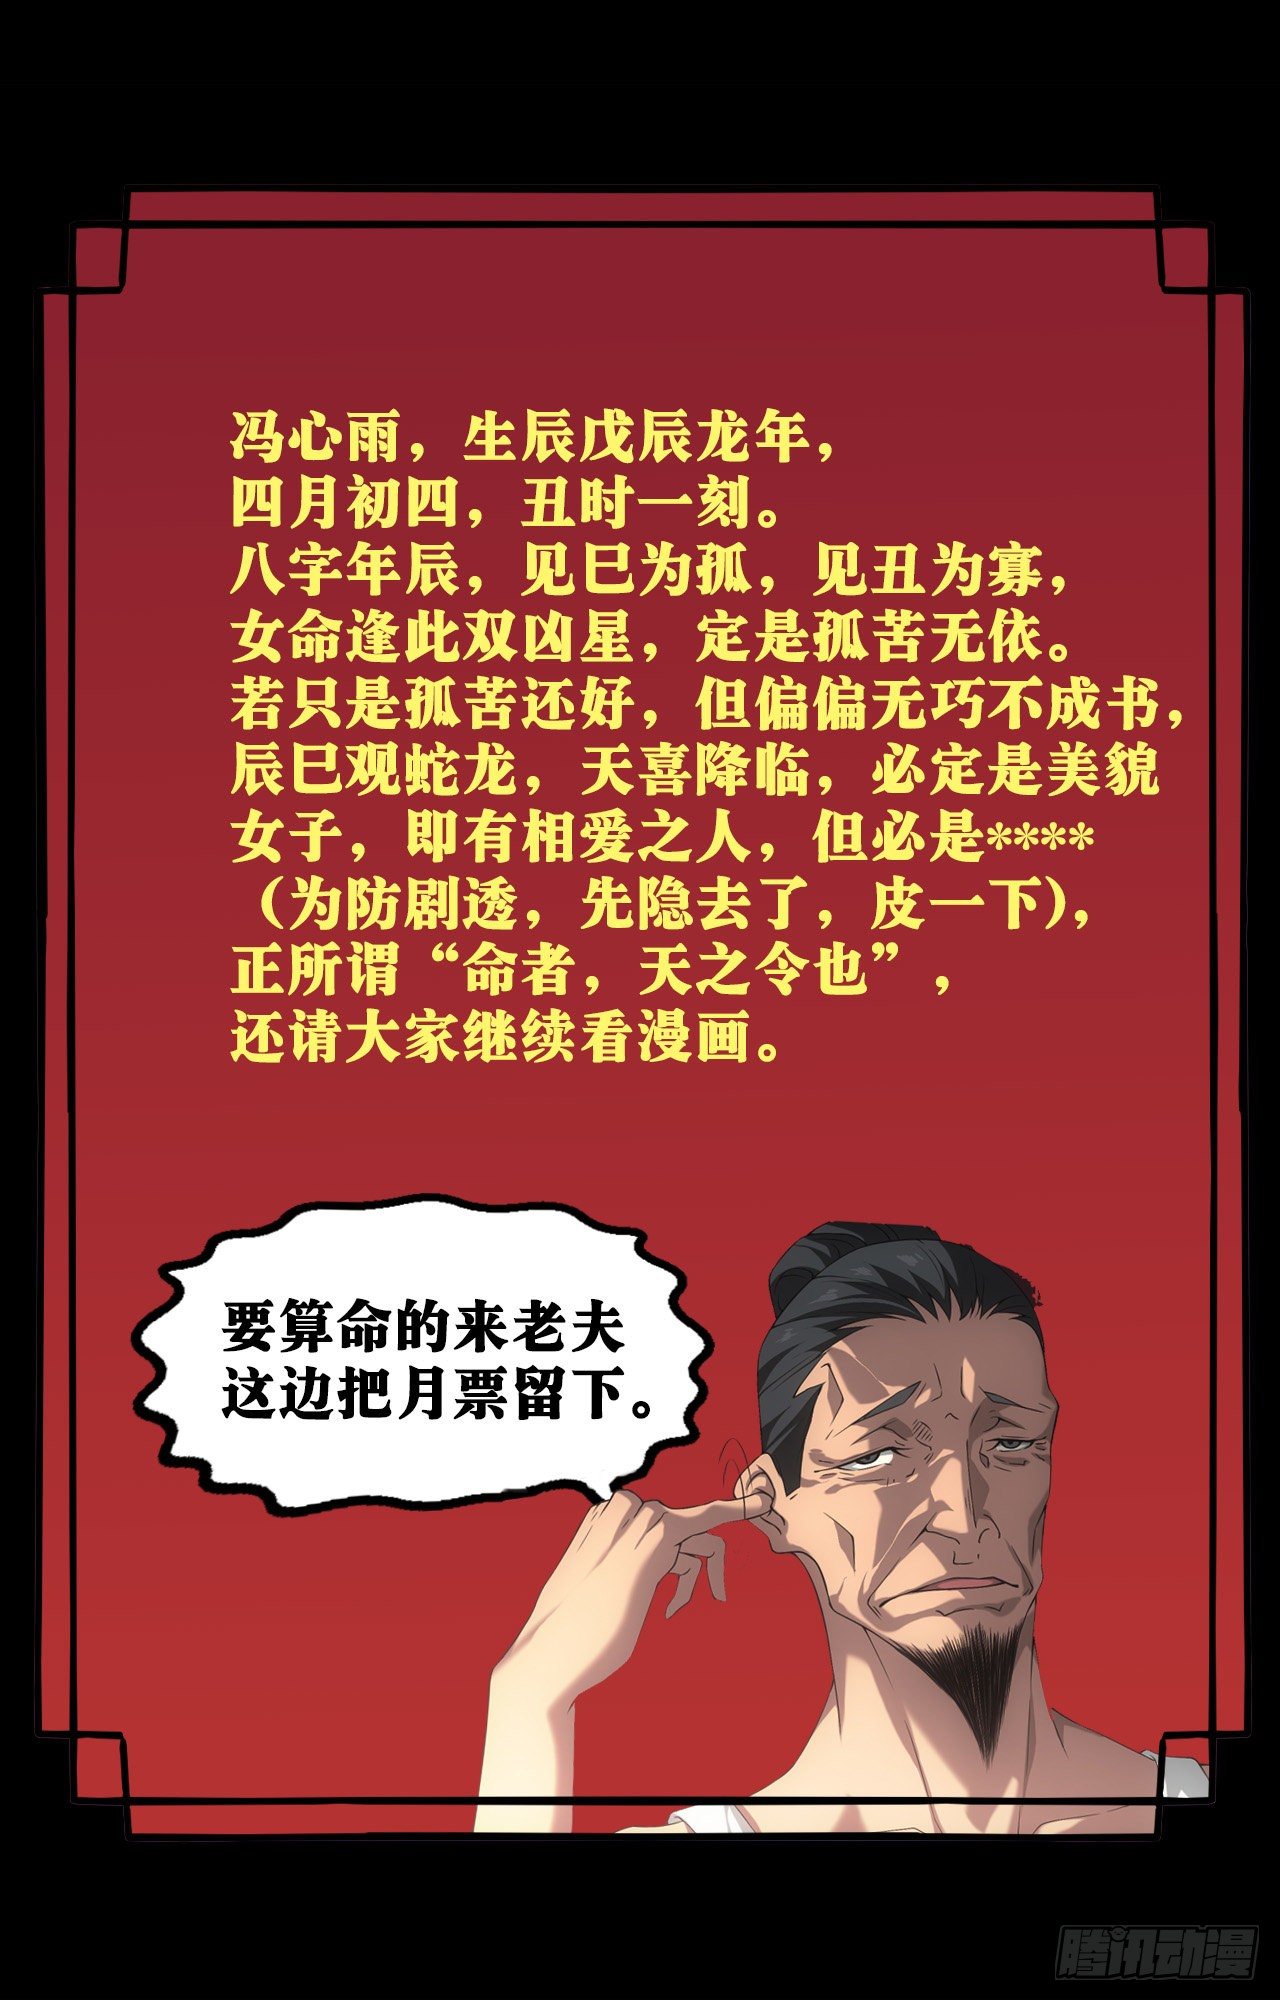 冯心雨，生辰戊辰龙年，
四月初四，丑时一刻。
八字年辰，见巳为孤，见丑为寡，
女命逢此双凶星，定是孤苦无依。
若只是孤苦还好，但偏偏无巧不成书，
辰巳观蛇龙，天喜降临，必定是美貌
女子，即有相爱之人，但必是****
（为防剧透，先隐去了，皮一下），
正所谓“命者，天之令也”，
还请大家继续看漫画。
要算命的来老夫
这边把月票留下。
腾讯动漫